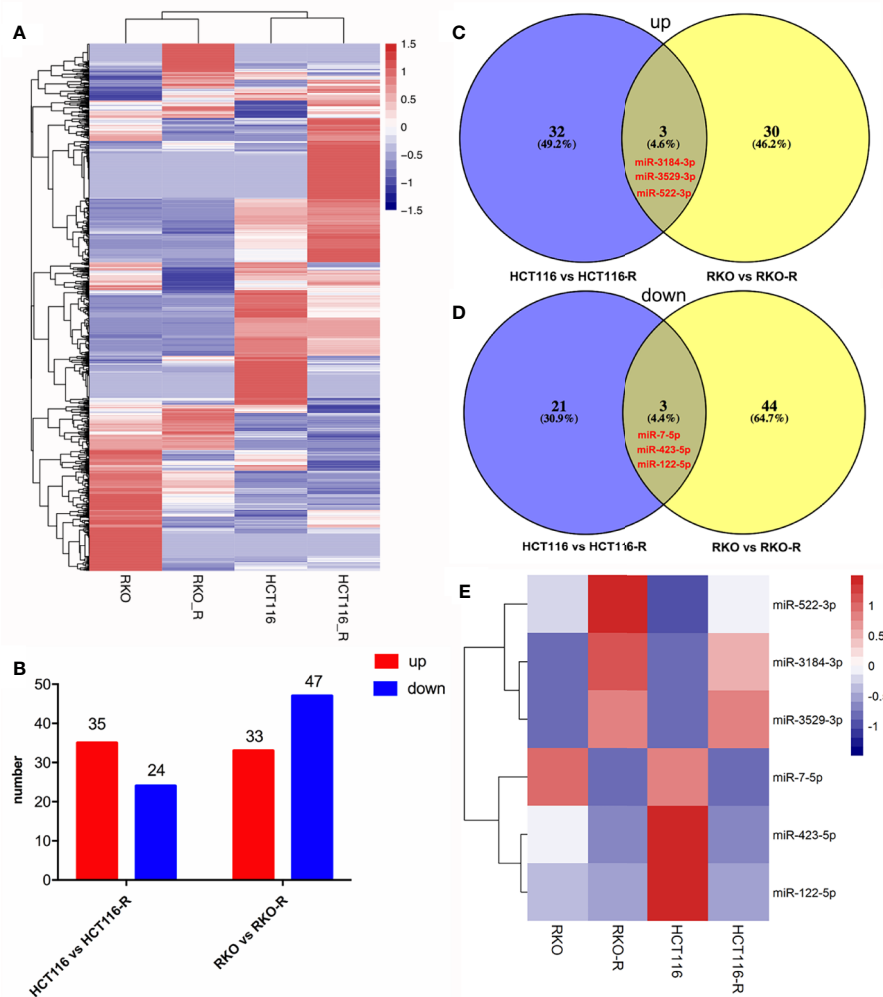 A
1.5
1
0.5
0
−0.5
−1
−1.5
RKO
RKO_R
HCT116
HCT116_R
B
up
down
number
50
40
30
20
10
0
35
24
33
47
HCT116 vs HCT116-R
RKO vs RKO-R
C
up
32
(49.2%)
3
(4.6%)
30
(46.2%)
miR-3184-3p
miR-3529-3p
miR-522-3p
HCT116 vs HCT116-R
RKO vs RKO-R
D
down
21
(30.9%)
3
(4.4%)
44
(64.7%)
miR-7-5p
miR-423-5p
miR-122-5p
HCT116 vs HCT116-R
RKO vs RKO-R
E
miR-522-3p
miR-3184-3p
miR-3529-3p
miR-7-5p
miR-423-5p
miR-122-5p
1
0.5
0
-0.5
-1
RKO
RKO-R
HCT116
HCT116-R